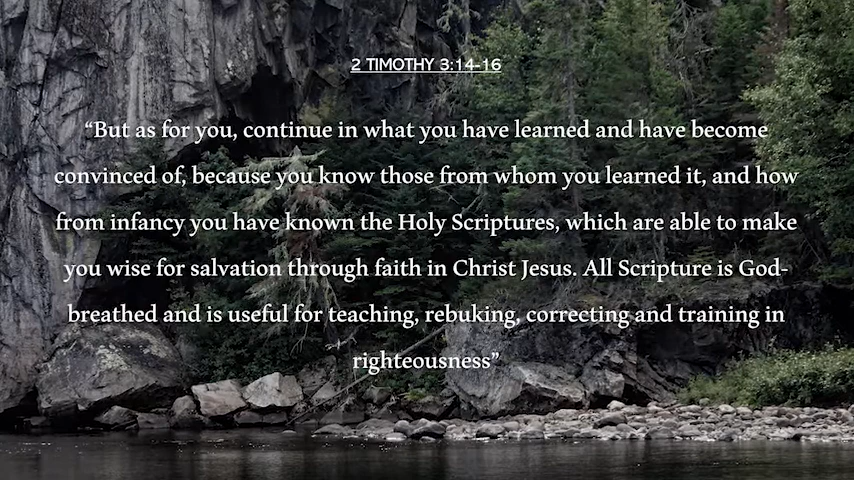 2 TIMOTHY 3:14-16
“But as for you, continue in what you have learned and have become
convinced of, because you know those from whom you learned it, and how
from infancy you have known the Holy Scriptures, which are able to make
you wise for salvation through faith in Christ Jesus. All Scripture is God-
breathed and is useful for teaching, rebuking, correcting and training in
righteousness”